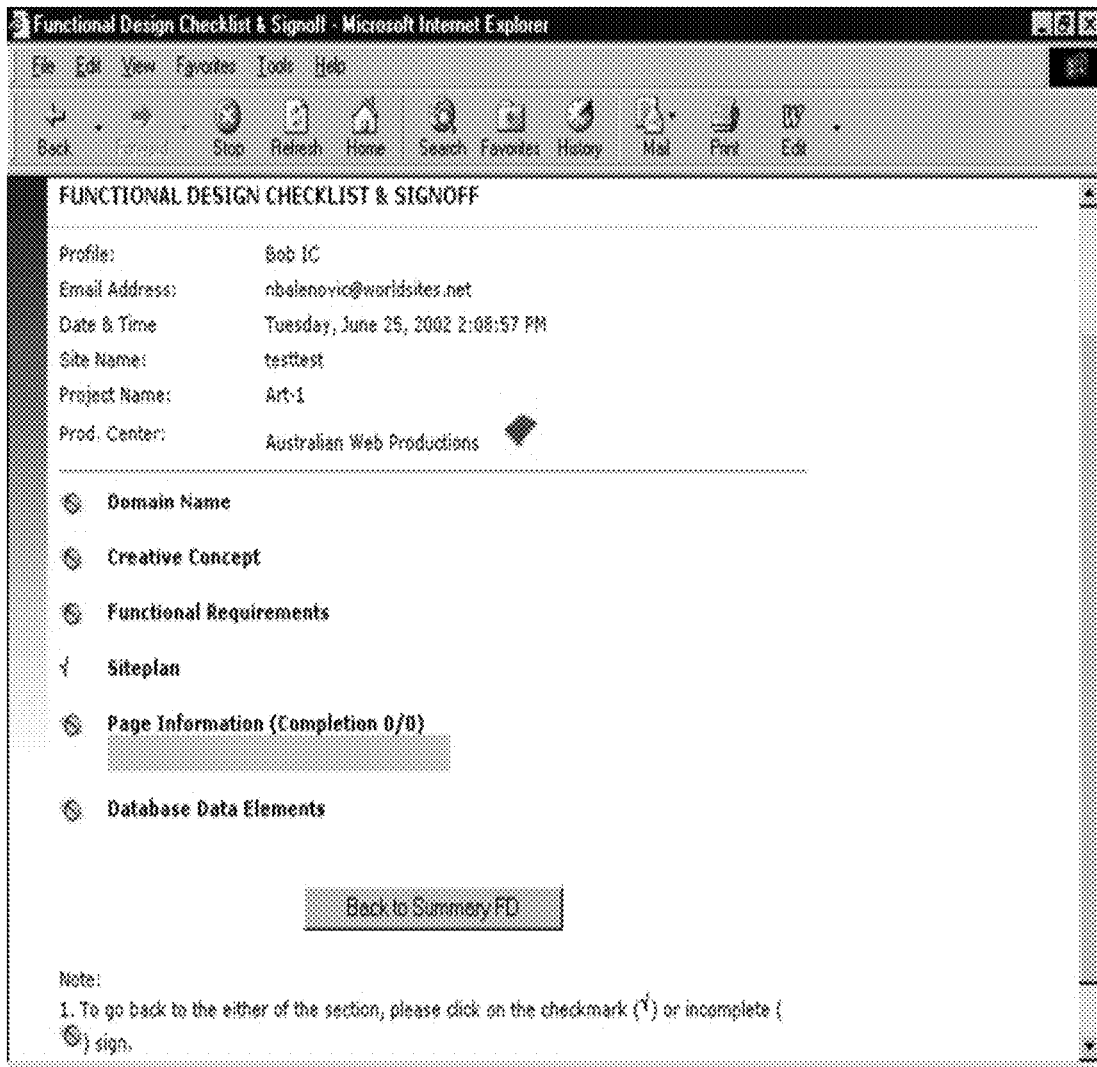 Functional Design Checklist & Signoff - Microsoft Internet Explorer
File Edit View Favorites Tools Help
Back Stop Refresh Home Search Favorites History Mail Print Edit
FUNCTIONAL DESIGN CHECKLIST & SIGNOFF
Profile: Bob IC
Email Address: nbalenovic@worldsites.net
Date & Time Tuesday, June 25, 2002 2:08:57 PM
Site Name: testtest
Project Name: Art-1
Prod. Center: Australian Web Productions
Domain Name
Creative Concept
Functional Requirements
√ Siteplan
Page Information (Completion 0/0)
Database Data Elements
Back to Summary FD
Note:
1. To go back to the either of the section, please click on the checkmark (√) or incomplete (
) sign.